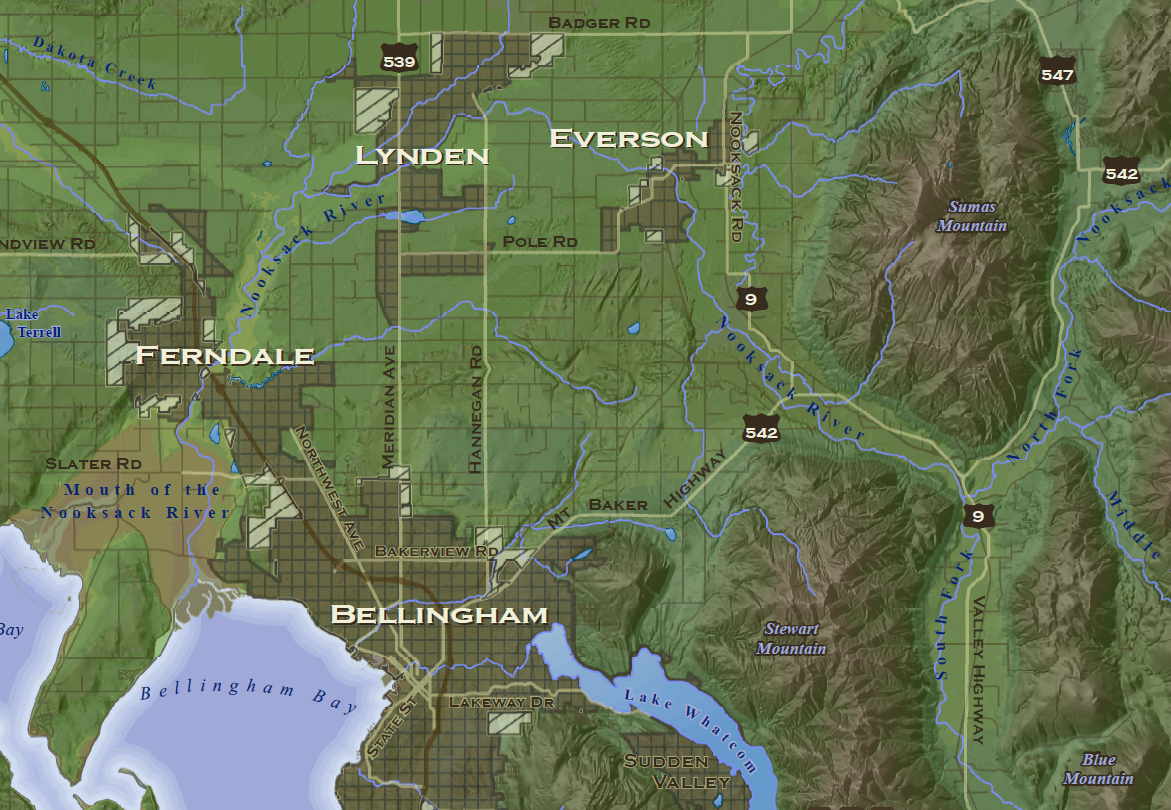 BADGER RD
Dakota Creek
539
547
EVERSON
LYNDEN
NOOKSACK RD
542
Nooksack
Nooksack River
Sumas
Mountain
NDVIEW RD
POLE RD
9
Lake
Terrell
FERNDALE
MERIDIAN AVE
HANNEGAN RD
Nooksack River
North Fork
542
SLATER RD
NORTHWEST AVE
Mouth of the
Nooksack River
MT BAKER HIGHWAY
Middle
9
BAKERVIEW RD
South Fork
BELLINGHAM
Bay
Stewart
Mountain
VALLEY HIGHWAY
Bellingham Bay
LAKEWAY DR
Lake Whatcom
STATE ST
SUDDEN
VALLEY
Blue
Mountain